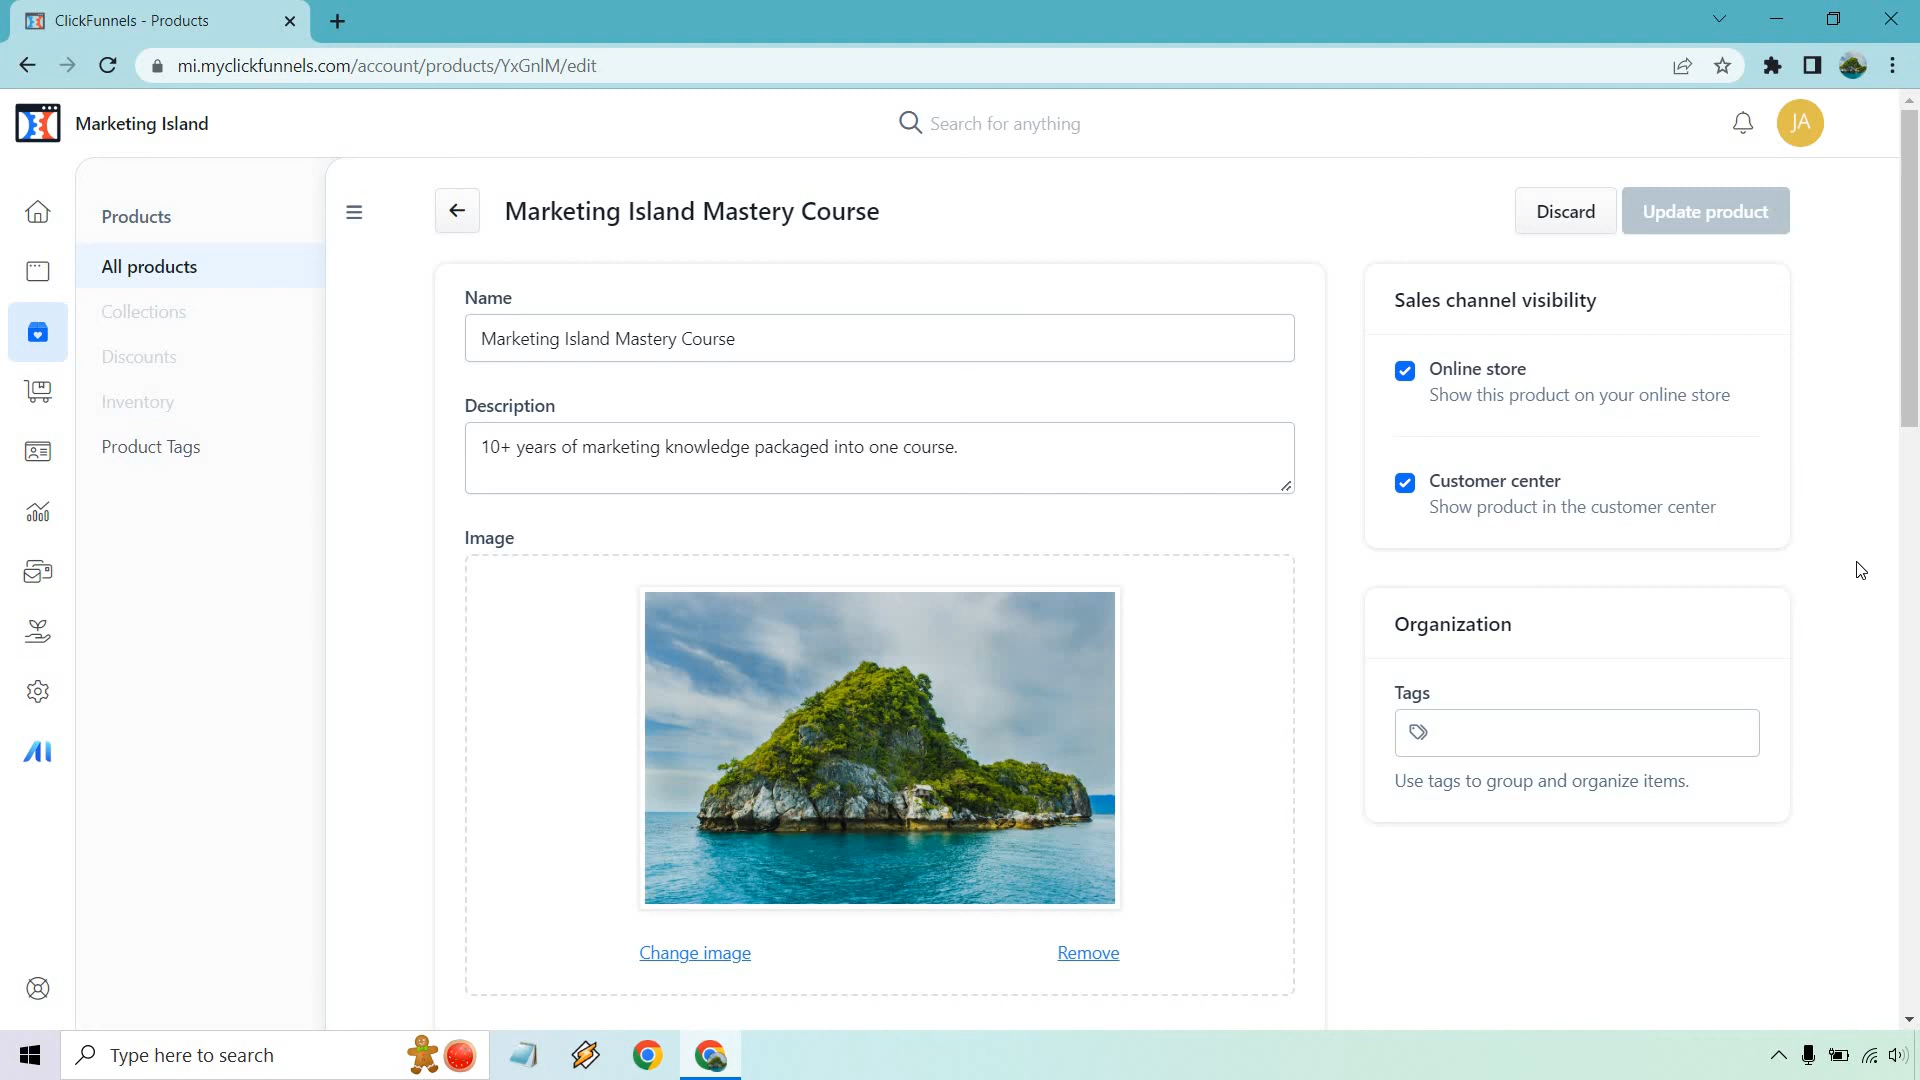 ClickFunnels - Products
mi.myclickfunnels.com/account/products/YxGnlM/edit
Marketing Island
Search for anything
JA
Products
All products
Collections
Discounts
Inventory
Product Tags
Marketing Island Mastery Course
Discard
Update product
Name
Marketing Island Mastery Course
Description
10+ years of marketing knowledge packaged into one course.
Image
Change image
Remove
Sales channel visibility
Online store
Show this product on your online store
Customer center
Show product in the customer center
Organization
Tags
Use tags to group and organize items.
Type here to search